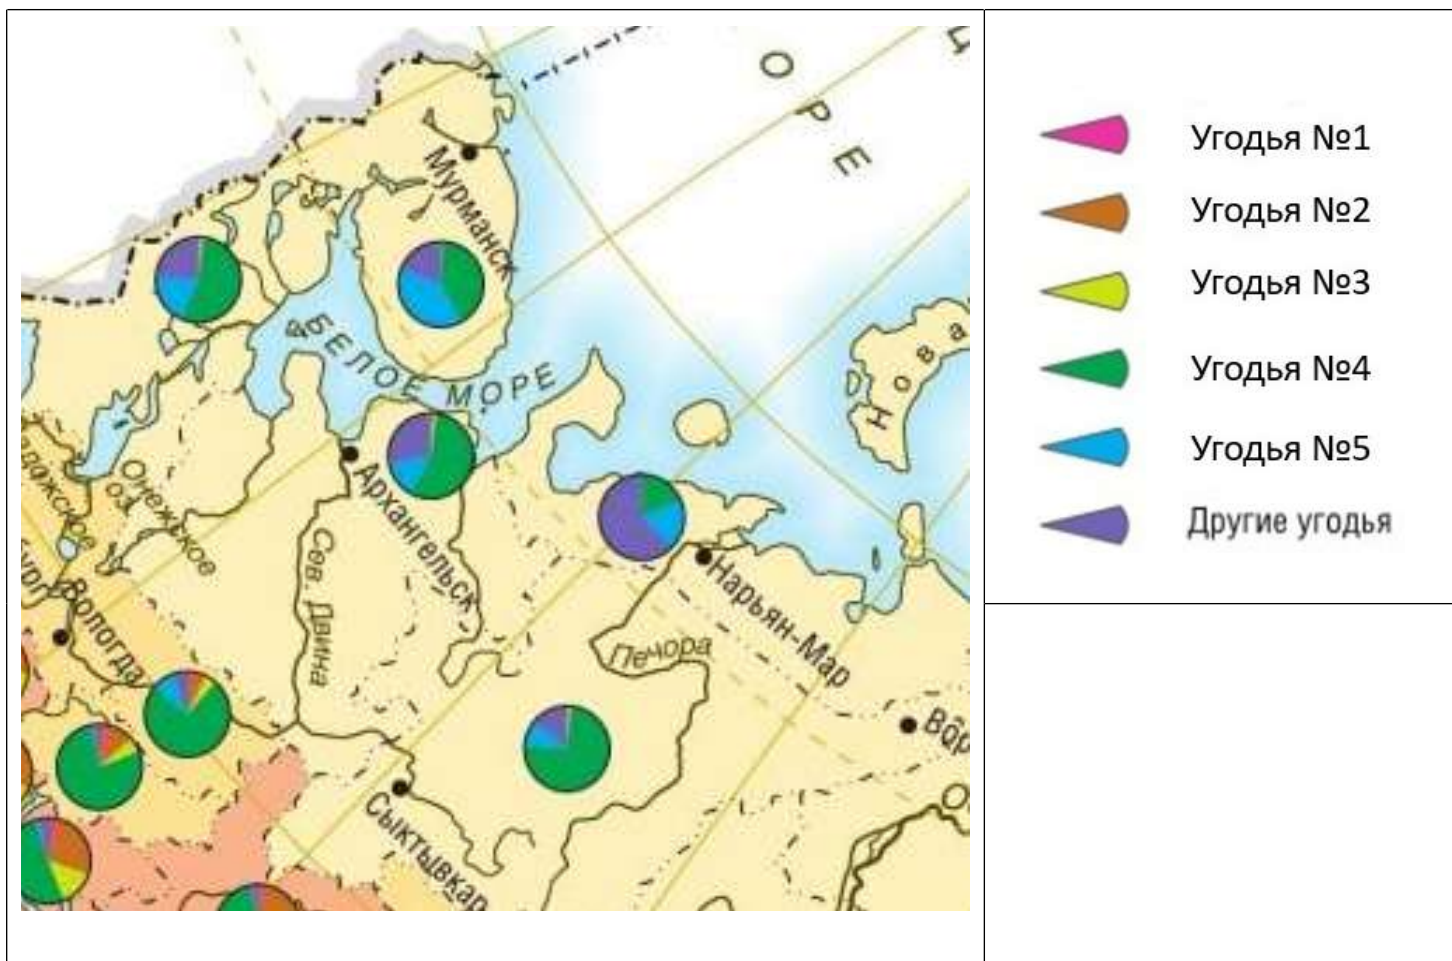 Ц
ОРЕ
Мурманск
БЕЛОЕ МОРЕ
Нова
Архангельск
Онежское
оз.
Сев. Двина
Вологда
Нарьян-Мар
Печора
Сыктывкар
Угодья №1
Угодья №2
Угодья №3
Угодья №4
Угодья №5
Другие угодья